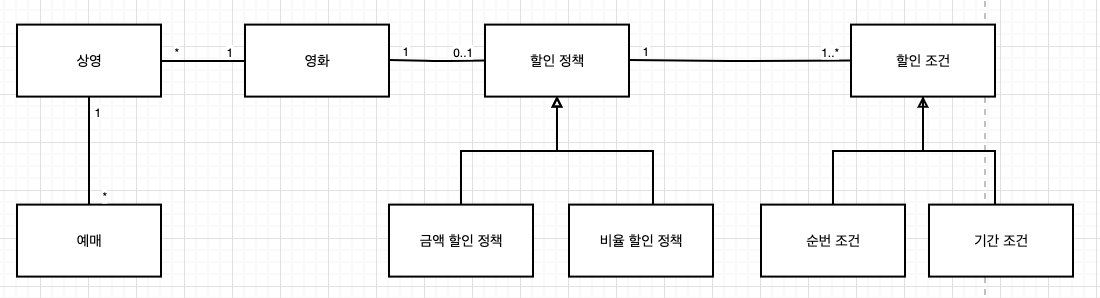 상영
*
1
영화
1
0..1
할인 정책
1
1..*
할인 조건
1
*
예매
금액 할인 정책
비율 할인 정책
순번 조건
기간 조건